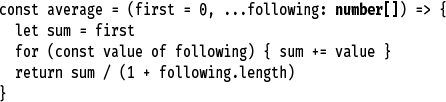 const average = (first = 0, ...following: number[]) => {
  let sum = first
  for (const value of following) { sum += value }
  return sum / (1 + following.length)
}